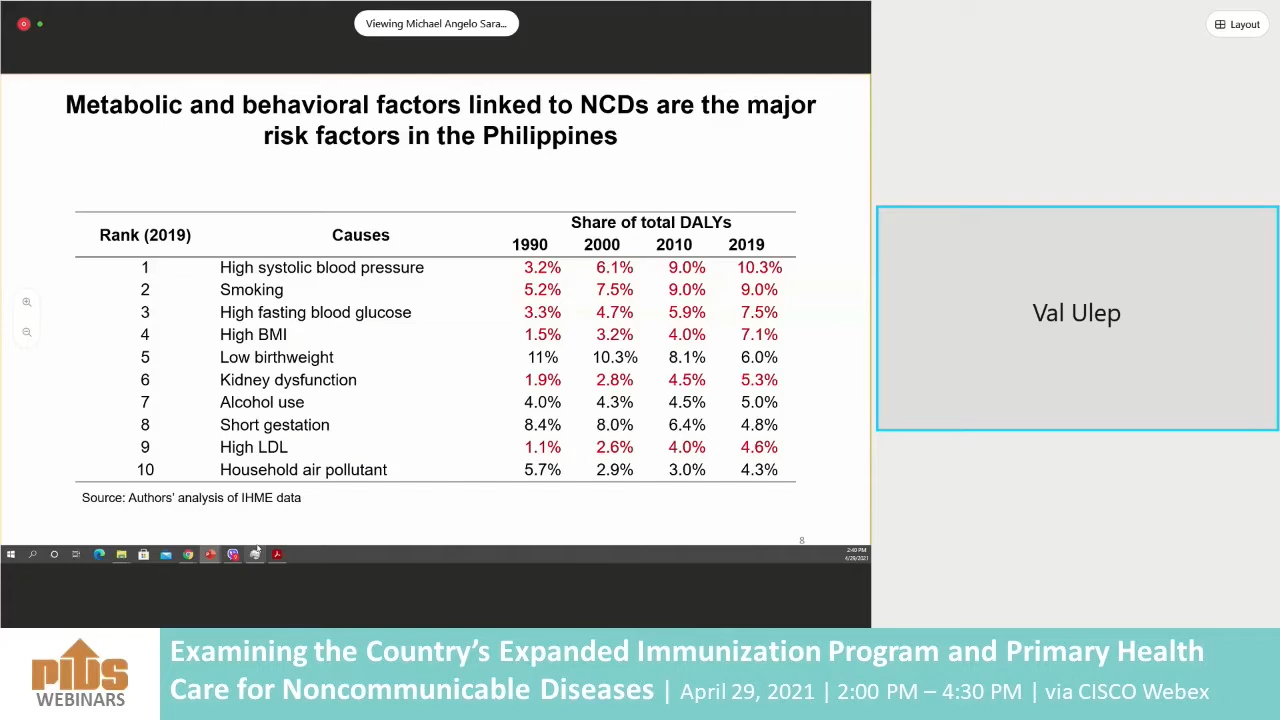 Viewing Michael Angelo Sara...
Layout
Metabolic and behavioral factors linked to NCDs are the major
risk factors in the Philippines
Share of total DALYs
Rank (2019) Causes
1990 2000 2010 2019
1 High systolic blood pressure 3.2% 6.1% 9.0% 10.3%
2 Smoking 5.2% 7.5% 9.0% 9.0%
3 High fasting blood glucose 3.3% 4.7% 5.9% 7.5%
4 High BMI 1.5% 3.2% 4.0% 7.1%
5 Low birthweight 11% 10.3% 8.1% 6.0%
6 Kidney dysfunction 1.9% 2.8% 4.5% 5.3%
7 Alcohol use 4.0% 4.3% 4.5% 5.0%
8 Short gestation 8.4% 8.0% 6.4% 4.8%
9 High LDL 1.1% 2.6% 4.0% 4.6%
10 Household air pollutant 5.7% 2.9% 3.0% 4.3%
Source: Authors' analysis of IHME data
8
2:40 PM
4/29/2021
Val Ulep
PIDS
WEBINARS
Examining the Country's Expanded Immunization Program and Primary Health
Care for Noncommunicable Diseases | April 29, 2021 | 2:00 PM – 4:30 PM | via CISCO Webex